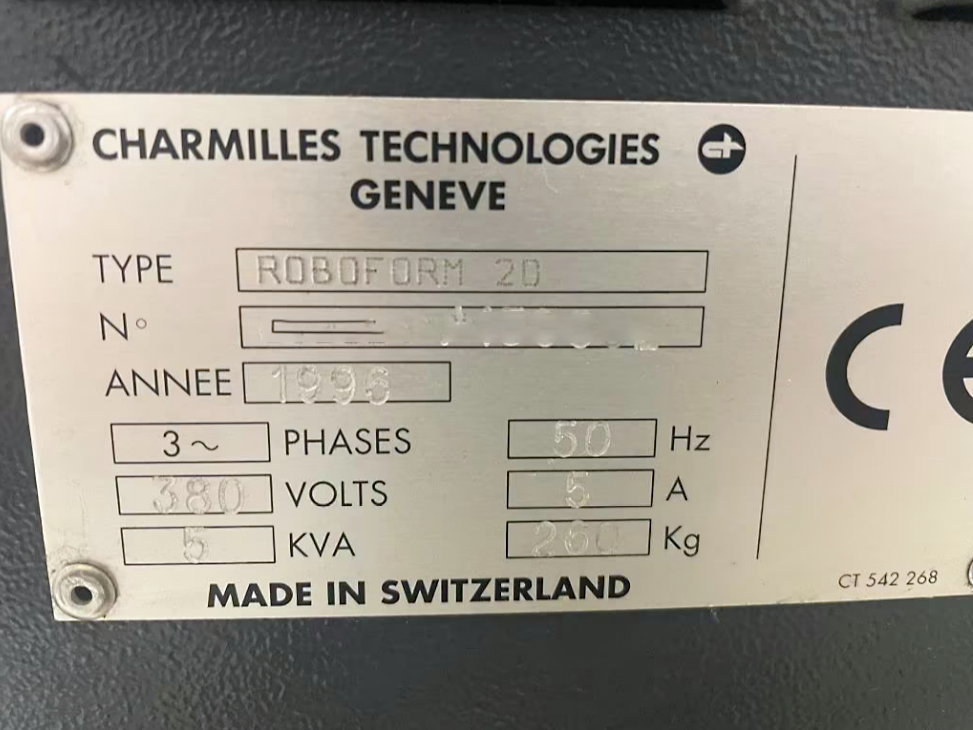 CHARMILLES TECHNOLOGIES
GENEVE
TYPE ROBOFORM 20
N°
ANNEE 1996
3~ PHASES 50 Hz
380 VOLTS 5 A
5 KVA 260 Kg
MADE IN SWITZERLAND
CE
CT 542 268